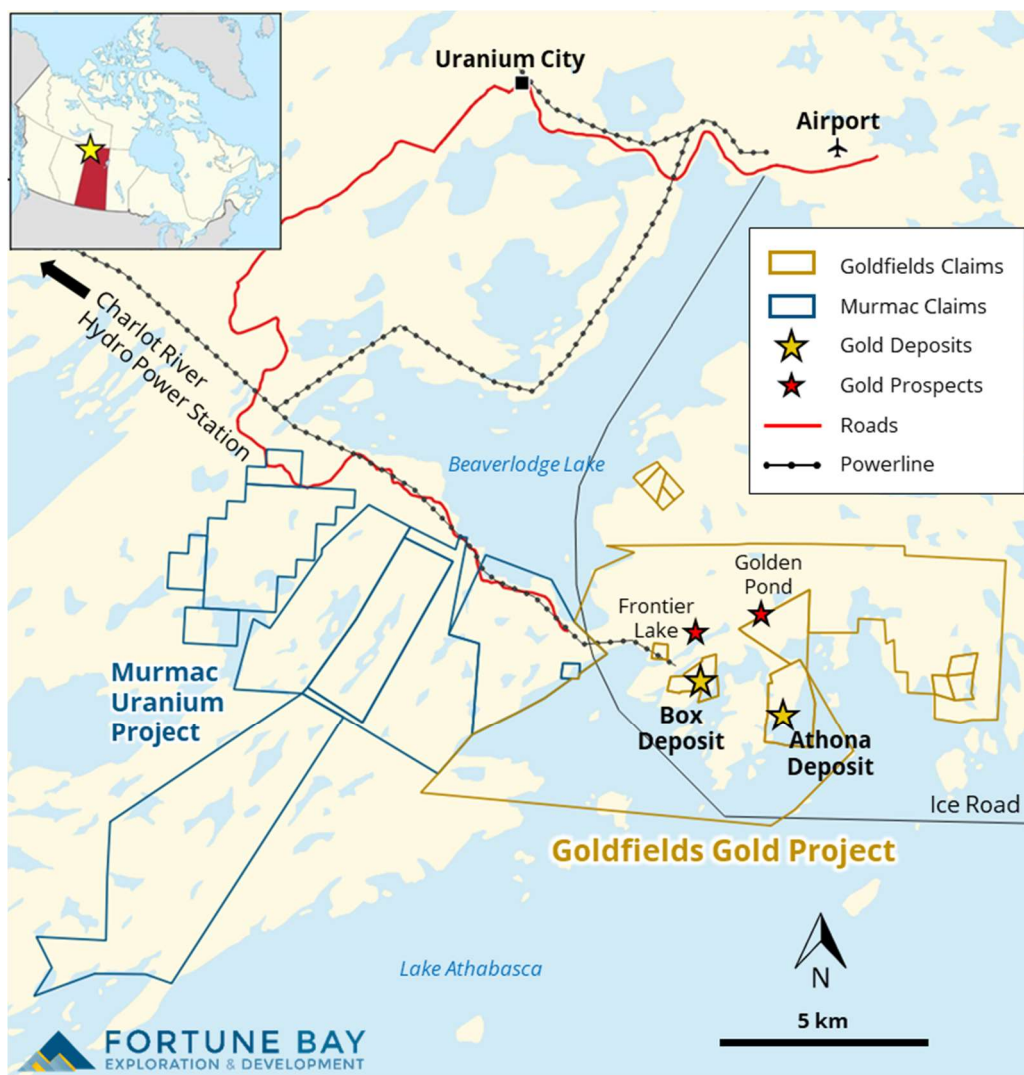 Uranium City
Airport
Goldfields Claims
Murmac Claims
Gold Deposits
Gold Prospects
Roads
Powerline
Charlot River
Hydro Power Station
Beaverlodge Lake
Golden
Pond
Frontier
Lake
Murmac
Uranium
Project
Box
Deposit
Athona
Deposit
Ice Road
Goldfields Gold Project
Lake Athabasca
N
5 km
FORTUNE BAY
EXPLORATION & DEVELOPMENT